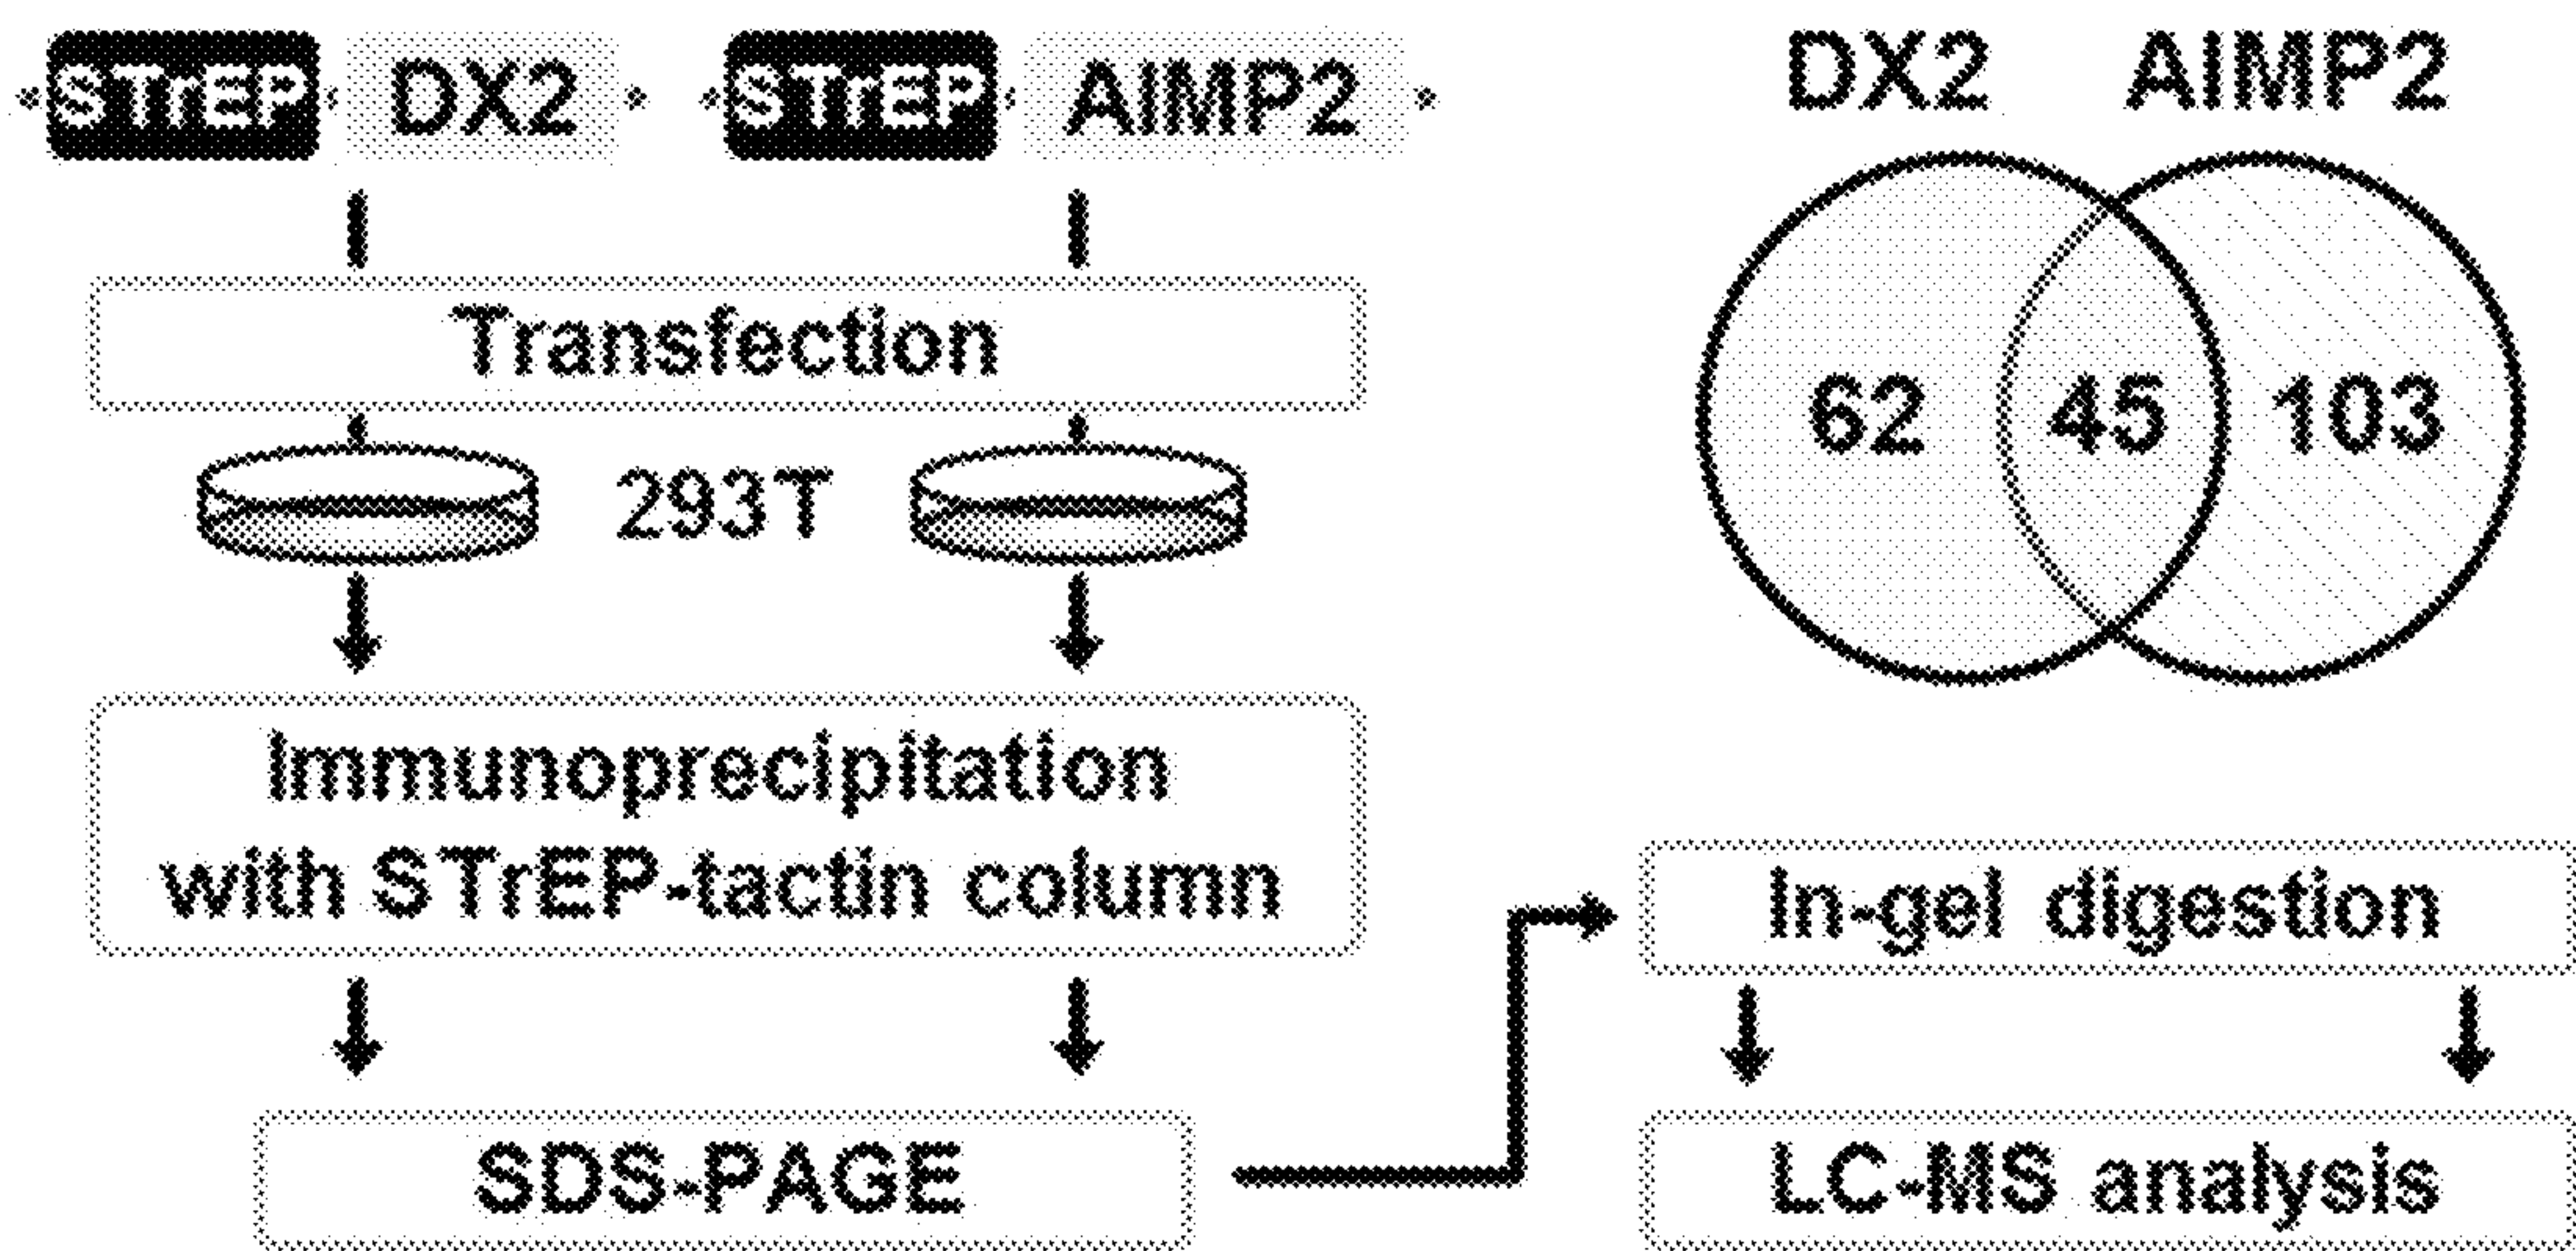 STrEP DX2 STrEP AIMP2
Transfection
293T
Immunoprecipitation
with STrEP-tactin column
SDS-PAGE
DX2 AIMP2
62 45 103
In-gel digestion
LC-MS analysis